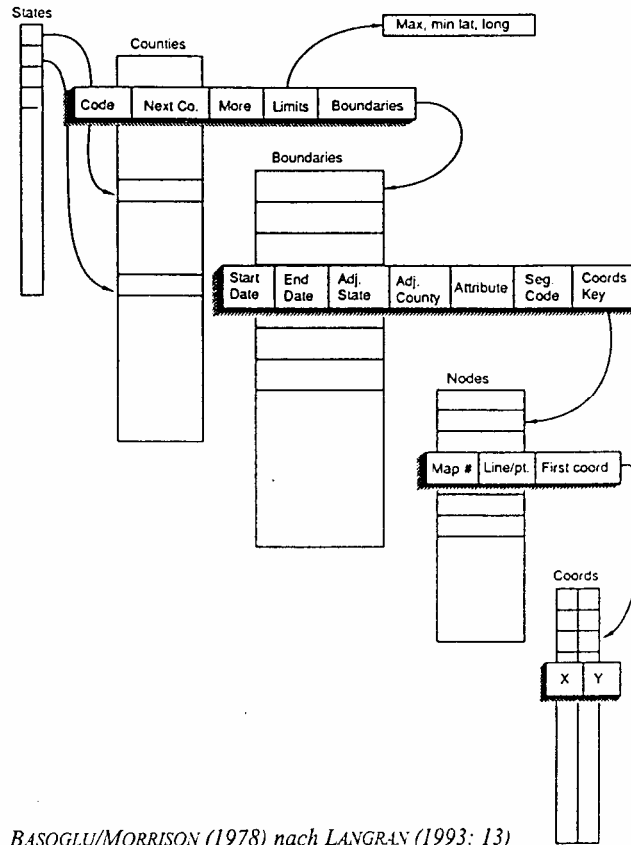 States
Max, min lat, long
Counties
Code Next Co. More Limits Boundaries
Boundaries
Start Date End Date Adj. State Adj. County Attribute Seg. Code Coords Key
Nodes
Map # Line/pt. First coord
Coords
X Y
BASOGLU/MORRISON (1978) nach LANGRAN (1993: 13)